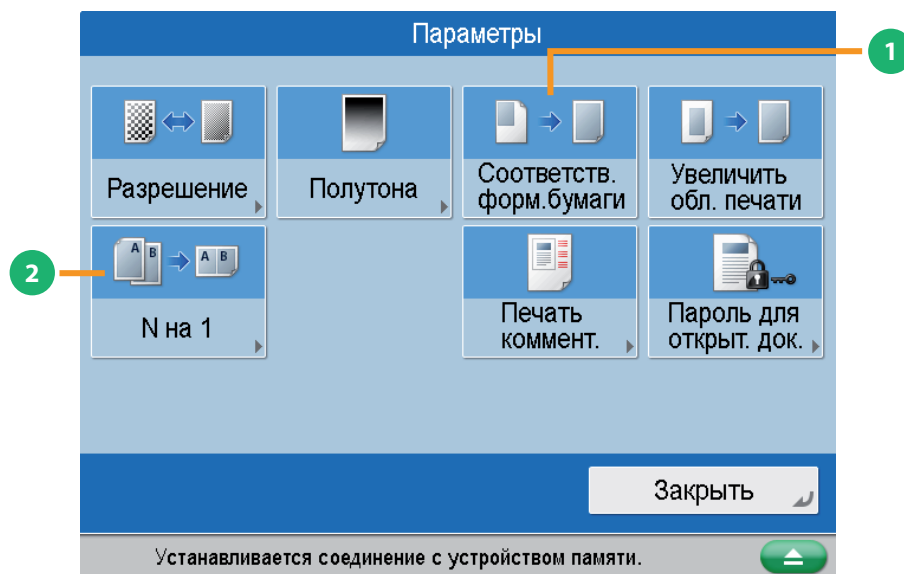 Параметры
1
Разрешение
Полутона
Соответств.
форм.бумаги
Увеличить
обл. печати
2
A B A B
N на 1
Печать
коммент.
Пароль для
открыт. док.
Закрыть
Устанавливается соединение с устройством памяти.